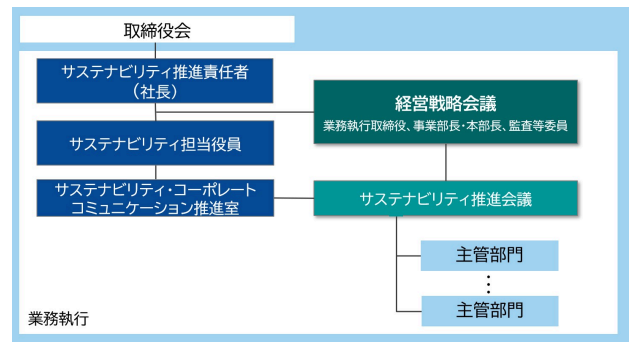 取締役会
サステナビリティ推進責任者
（社長）
経営戦略会議
業務執行取締役、事業部長・本部長、監査等委員
サステナビリティ担当役員
サステナビリティ・コーポレート
コミュニケーション推進室
サステナビリティ推進会議
主管部門
⋮
主管部門
業務執行